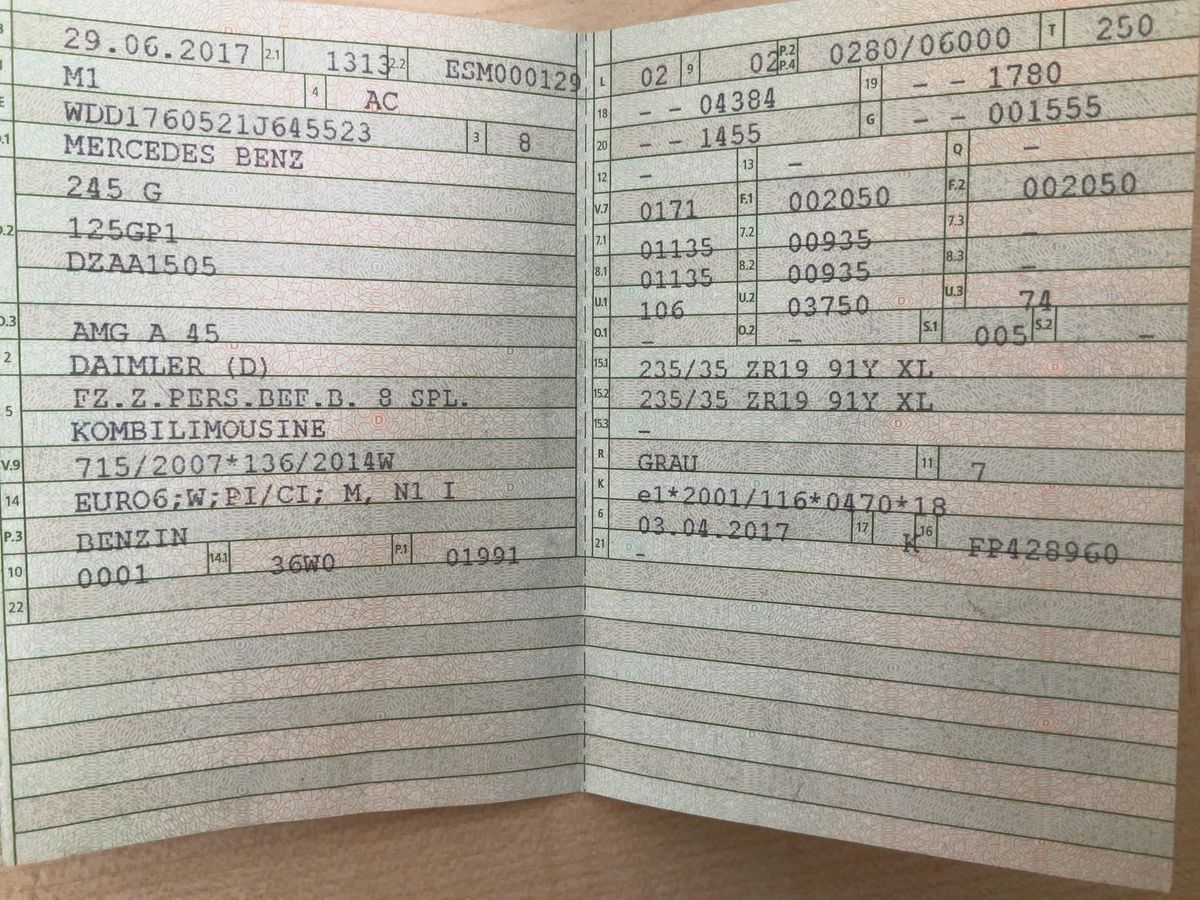 29.06.2017 2.1 1313 2.2 ESM000129
M1 4 AC
WDD1760521J645523 3 8
MERCEDES BENZ
245 G
125GP1
DZAA1505
D.3 AMG A 45
2 DAIMLER (D)
5 FZ.Z.PERS.BEF.B. 8 SPL.
KOMBILIMOUSINE
V.9 715/2007*136/2014W
14 EURO6;W;PI/CI; M, N1 I
P.3 BENZIN
10 0001 14.1 36W0 P.1 01991
22
L 02 9 02 P.2 P.4 0280/06000 T 250
18 - - 04384 19 - - 1780
20 - - 1455 G - - 001555
12 - 13 - Q -
V.7 0171 F.1 002050 F.2 002050
7.1 01135 7.2 00935 7.3 -
8.1 01135 8.2 00935 8.3 -
U.1 106 U.2 03750 U.3 74
O.1 - O.2 - S.1 005 S.2 -
15.1 235/35 ZR19 91Y XL
15.2 235/35 ZR19 91Y XL
15.3 -
R GRAU 11 7
K e1*2001/116*0470*18
6 03.04.2017 17 K 16 FP428960
21 -